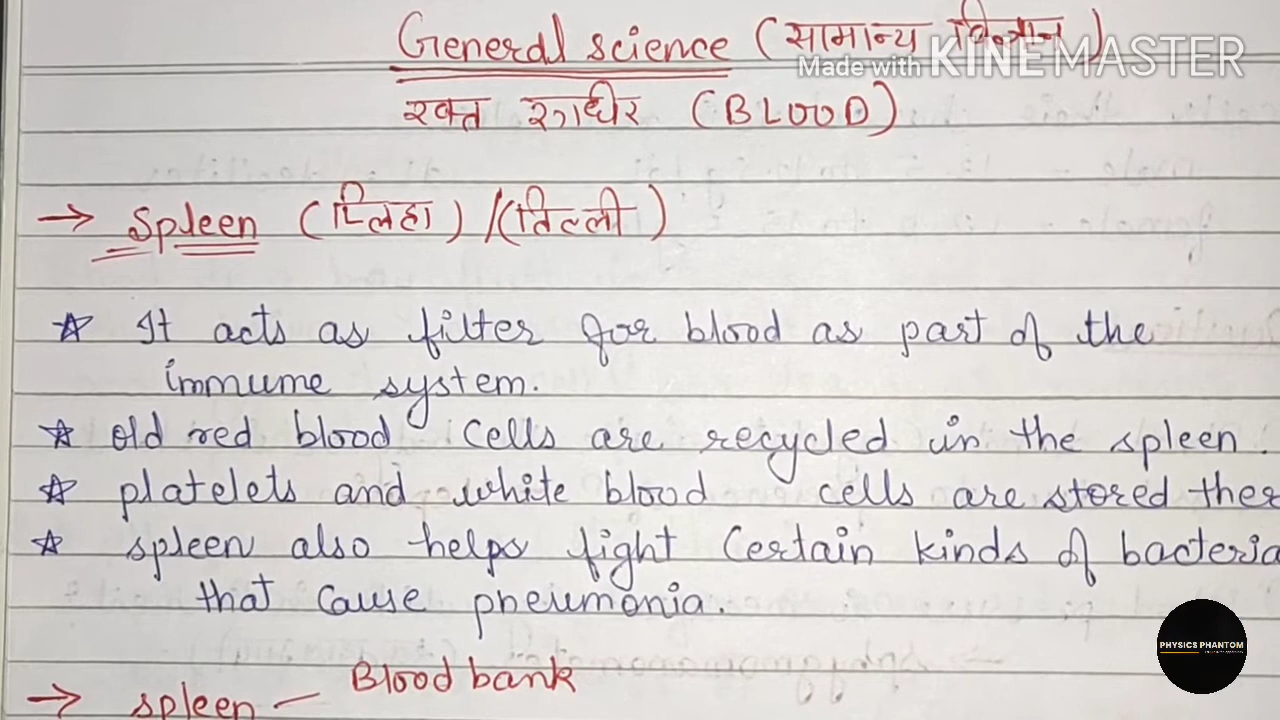 General science (सामान्य विज्ञान)
Made with KINEMASTER
रक्त रूधीर (BLOOD)
→ Spleen (प्लिहा) / (तिल्ली)
☆ It acts as filter for blood as part of the
immume system.
☆ old red blood cells are recycled in the spleen.
☆ platelets and white blood cells are stored ther
☆ spleen also helps fight certain kinds of bacteria
that cause pneumonia.
PHYSICS PHANTOM
→ spleen — Blood bank